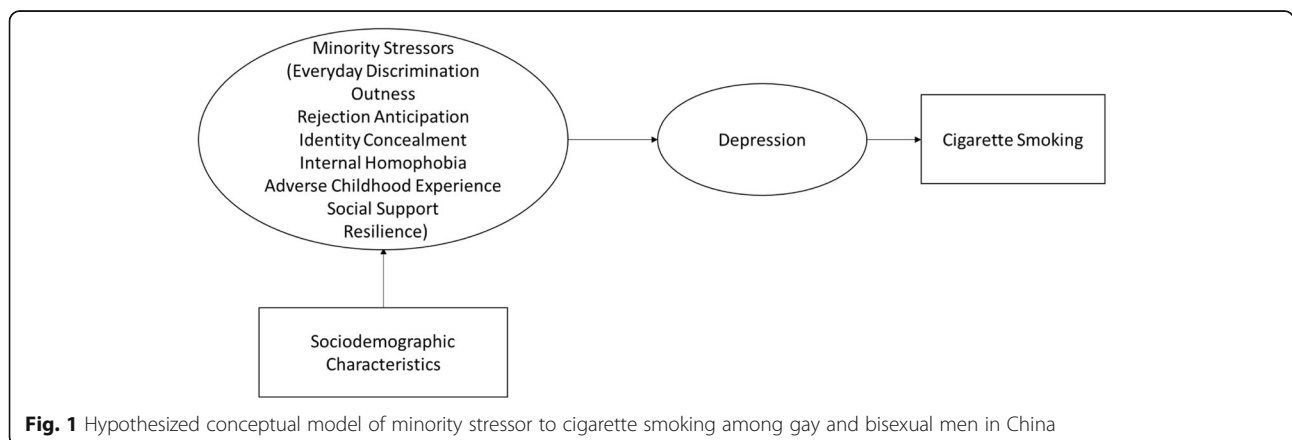 Minority Stressors
(Everyday Discrimination
Outness
Rejection Anticipation
Identity Concealment
Internal Homophobia
Adverse Childhood Experience
Social Support
Resilience)
Depression
Cigarette Smoking
Sociodemographic
Characteristics
Fig. 1 Hypothesized conceptual model of minority stressor to cigarette smoking among gay and bisexual men in China